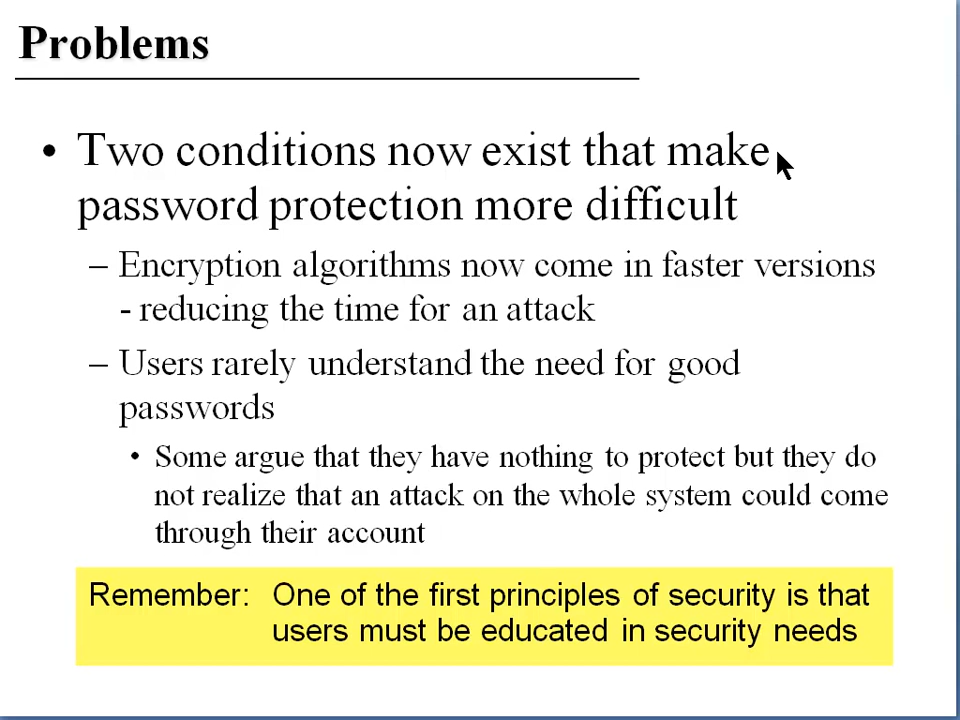 Problems
• Two conditions now exist that make
password protection more difficult
– Encryption algorithms now come in faster versions
- reducing the time for an attack
– Users rarely understand the need for good
passwords
• Some argue that they have nothing to protect but they do
not realize that an attack on the whole system could come
through their account
Remember: One of the first principles of security is that
users must be educated in security needs